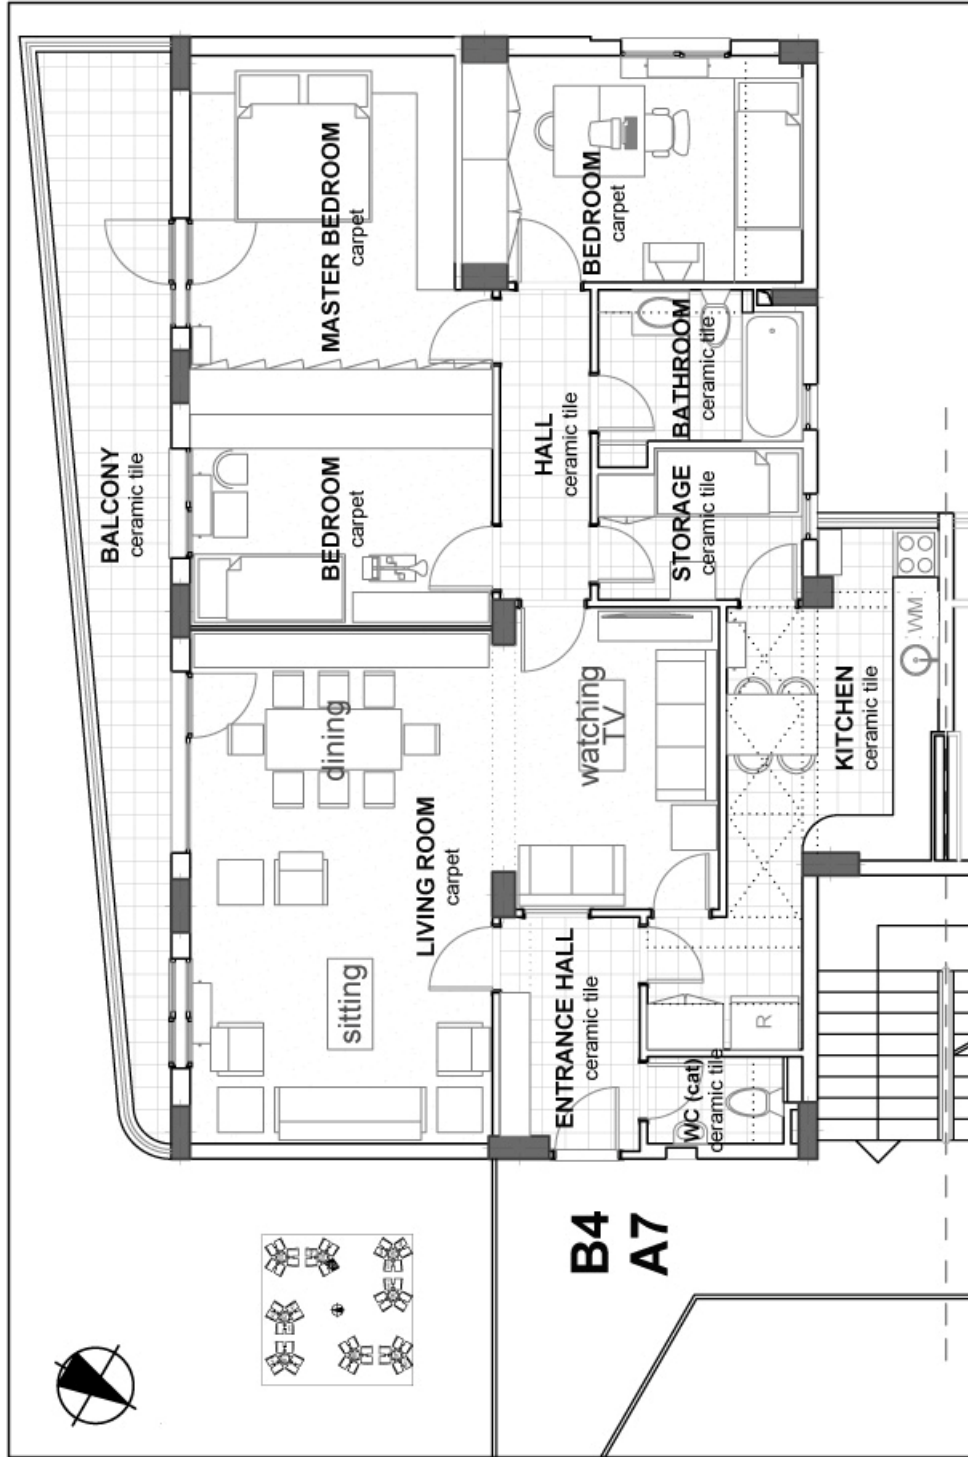 BALCONY
ceramic tile
MASTER BEDROOM
carpet
BEDROOM
carpet
BEDROOM
carpet
HALL
ceramic tile
BATHROOM
ceramic tile
STORAGE
ceramic tile
dining
watching
TV
LIVING ROOM
carpet
sitting
KITCHEN
ceramic tile
WM
ENTRANCE HALL
ceramic tile
R
WC (cat)
ceramic tile
B4
A7